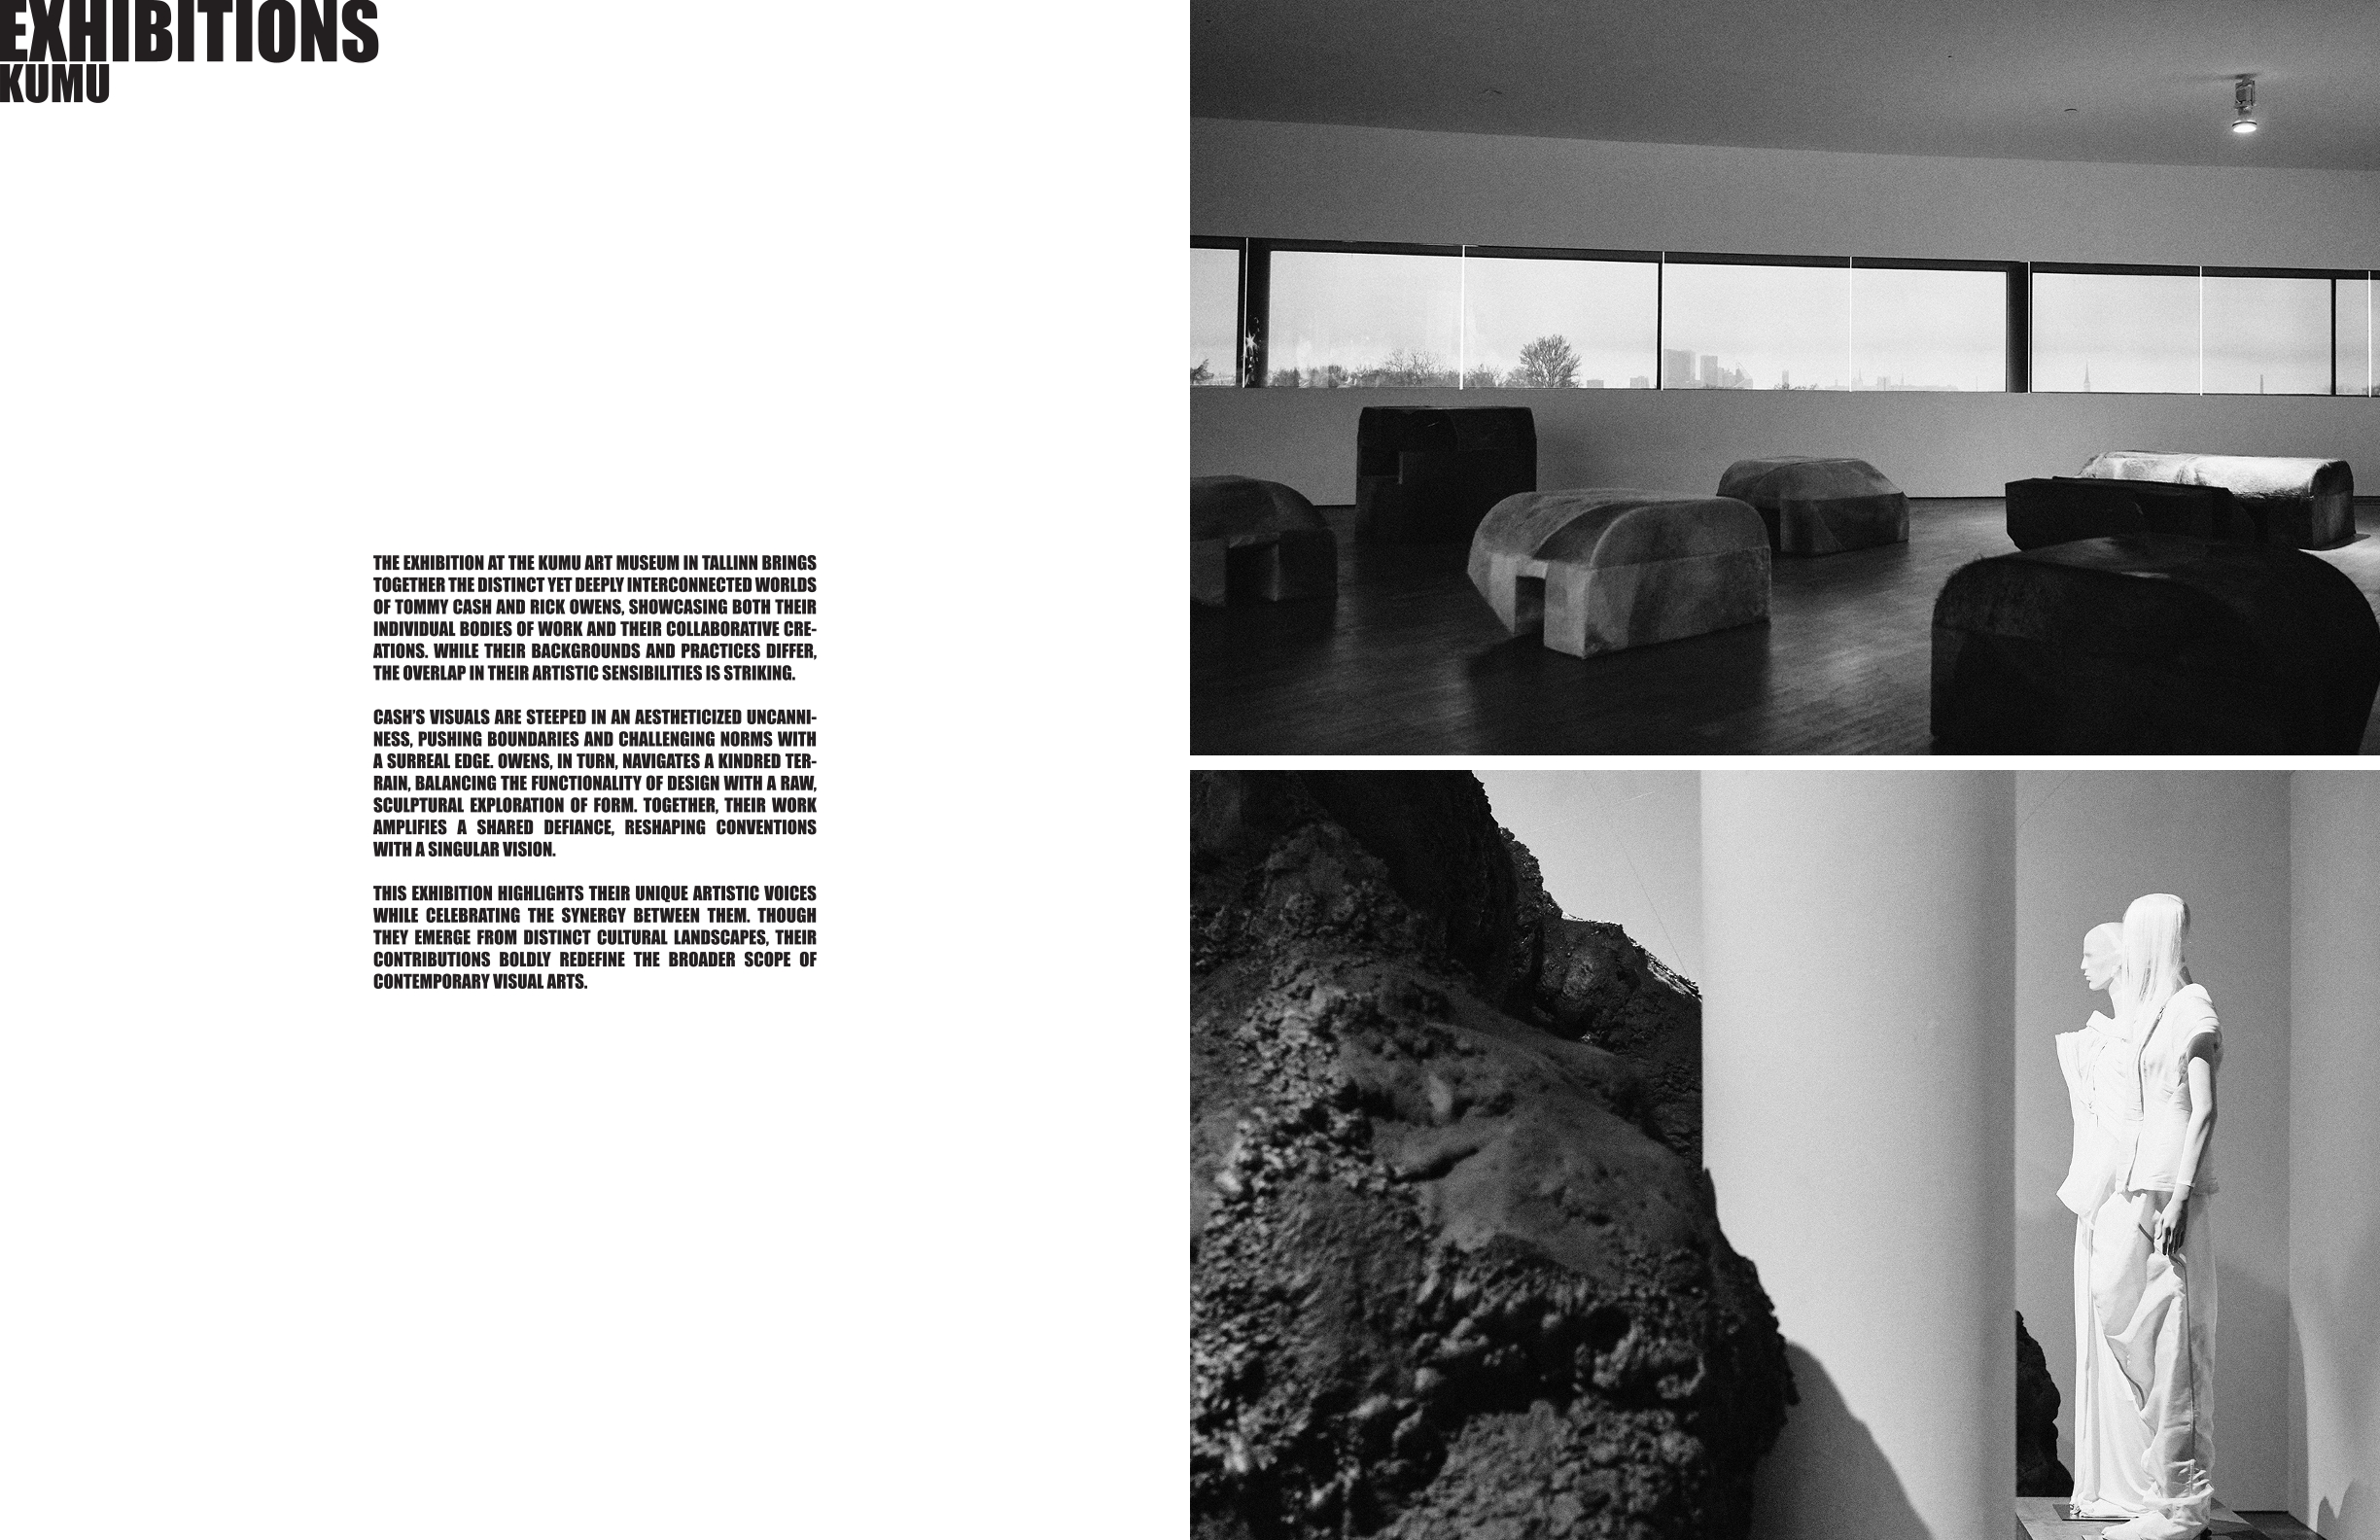 EXHIBITIONS
KUMU
THE EXHIBITION AT THE KUMU ART MUSEUM IN TALLINN BRINGS
TOGETHER THE DISTINCT YET DEEPLY INTERCONNECTED WORLDS
OF TOMMY CASH AND RICK OWENS, SHOWCASING BOTH THEIR
INDIVIDUAL BODIES OF WORK AND THEIR COLLABORATIVE CRE-
ATIONS. WHILE THEIR BACKGROUNDS AND PRACTICES DIFFER,
THE OVERLAP IN THEIR ARTISTIC SENSIBILITIES IS STRIKING.
CASH'S VISUALS ARE STEEPED IN AN AESTHETICIZED UNCANNI-
NESS, PUSHING BOUNDARIES AND CHALLENGING NORMS WITH
A SURREAL EDGE. OWENS, IN TURN, NAVIGATES A KINDRED TER-
RAIN, BALANCING THE FUNCTIONALITY OF DESIGN WITH A RAW,
SCULPTURAL EXPLORATION OF FORM. TOGETHER, THEIR WORK
AMPLIFIES A SHARED DEFIANCE, RESHAPING CONVENTIONS
WITH A SINGULAR VISION.
THIS EXHIBITION HIGHLIGHTS THEIR UNIQUE ARTISTIC VOICES
WHILE CELEBRATING THE SYNERGY BETWEEN THEM. THOUGH
THEY EMERGE FROM DISTINCT CULTURAL LANDSCAPES, THEIR
CONTRIBUTIONS BOLDLY REDEFINE THE BROADER SCOPE OF
CONTEMPORARY VISUAL ARTS.